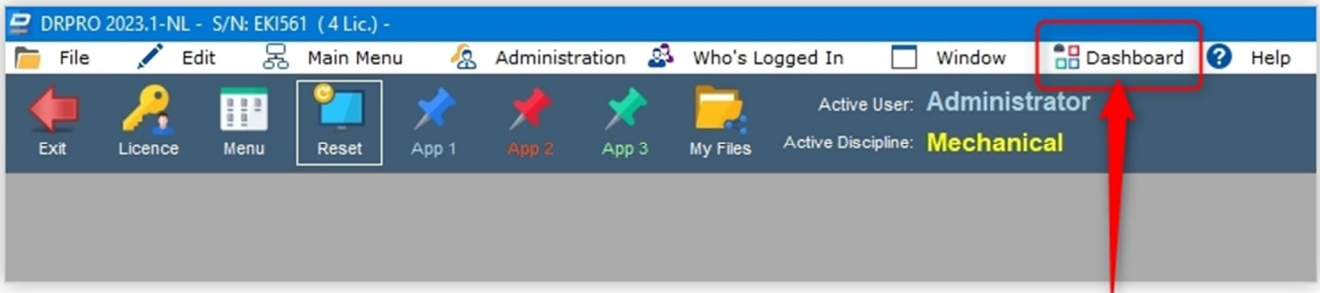 DRPRO 2023.1-NL - S/N: EKI561 ( 4 Lic.) -
File Edit Main Menu Administration Who's Logged In Window Dashboard Help
Exit Licence Menu Reset App 1 App 2 App 3 My Files
Active User: Administrator
Active Discipline: Mechanical